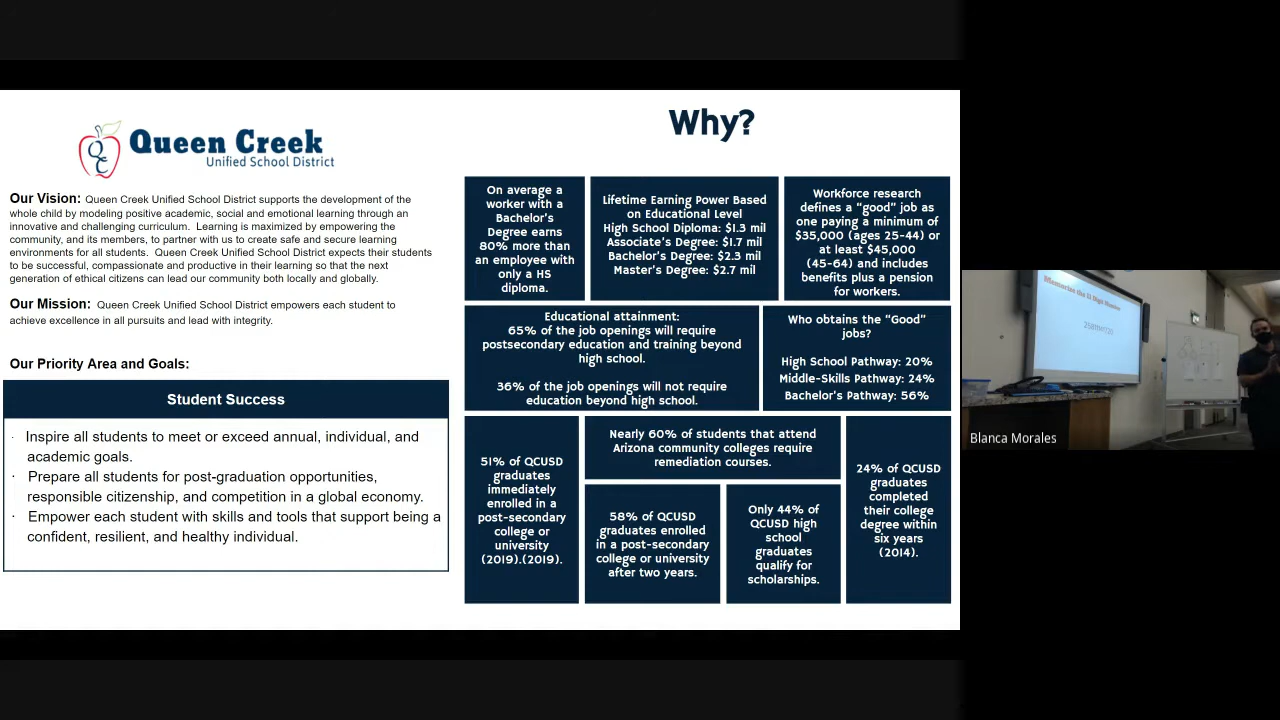 Queen Creek
Unified School District
Our Vision: Queen Creek Unified School District supports the development of the
whole child by modeling positive academic, social and emotional learning through an
innovative and challenging curriculum. Learning is maximized by empowering the
community, and its members, to partner with us to create safe and secure learning
environments for all students. Queen Creek Unified School District expects their students
to be successful, compassionate and productive in their learning so that the next
generation of ethical citizens can lead our community both locally and globally.
Our Mission: Queen Creek Unified School District empowers each student to
achieve excellence in all pursuits and lead with integrity.
Our Priority Area and Goals:
Student Success
· Inspire all students to meet or exceed annual, individual, and
academic goals.
· Prepare all students for post-graduation opportunities,
responsible citizenship, and competition in a global economy.
· Empower each student with skills and tools that support being a
confident, resilient, and healthy individual.
Why?
On average a
worker with a
Bachelor's
Degree earns
80% more than
an employee with
only a HS
diploma.
Lifetime Earning Power Based
on Educational Level
High School Diploma: $1.3 mil
Associate's Degree: $1.7 mil
Bachelor's Degree: $2.3 mil
Master's Degree: $2.7 mil
Workforce research
defines a "good" job as
one paying a minimum of
$35,000 (ages 25-44) or
at least $45,000
(45-64) and includes
benefits plus a pension
for workers.
Educational attainment:
65% of the job openings will require
postsecondary education and training beyond
high school.
36% of the job openings will not require
education beyond high school.
Who obtains the "Good"
jobs?
High School Pathway: 20%
Middle-Skills Pathway: 24%
Bachelor's Pathway: 56%
51% of QCUSD
graduates
immediately
enrolled in a
post-secondary
college or
university
(2019).(2019).
Nearly 60% of students that attend
Arizona community colleges require
remediation courses.
58% of QCUSD
graduates enrolled
in a post-secondary
college or university
after two years.
Only 44% of
QCUSD high
school
graduates
qualify for
scholarships.
24% of QCUSD
graduates
completed
their college
degree within
six years
(2014).
Memorize the
Blanca Morales